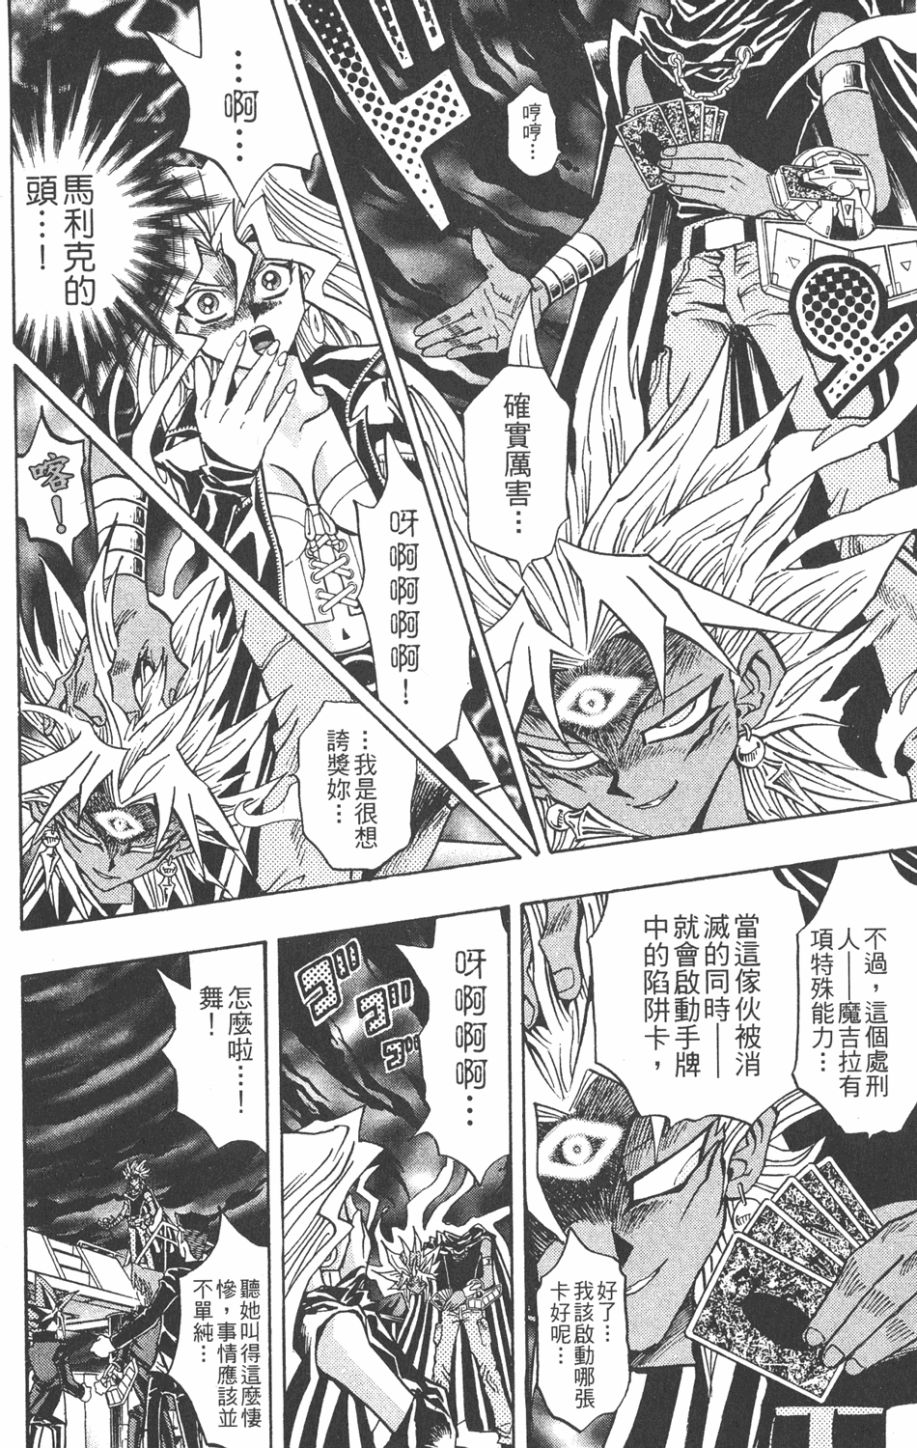 哼哼…
確實厲害…
…啊…
馬利克的
頭…！
呀啊啊啊啊！
喀！
…我是很想
誇獎妳…
不過，這個處刑
人──魔吉拉有
項特殊能力…
當這傢伙被消
滅的同時──
就會啟動手牌
中的陷阱卡，
好了…
我該啟動哪張
卡好呢…
呀啊啊啊…
ゴゴゴ
怎麼啦…！
舞！
聽她叫得這麼悽
慘，事情應該並
不單純…